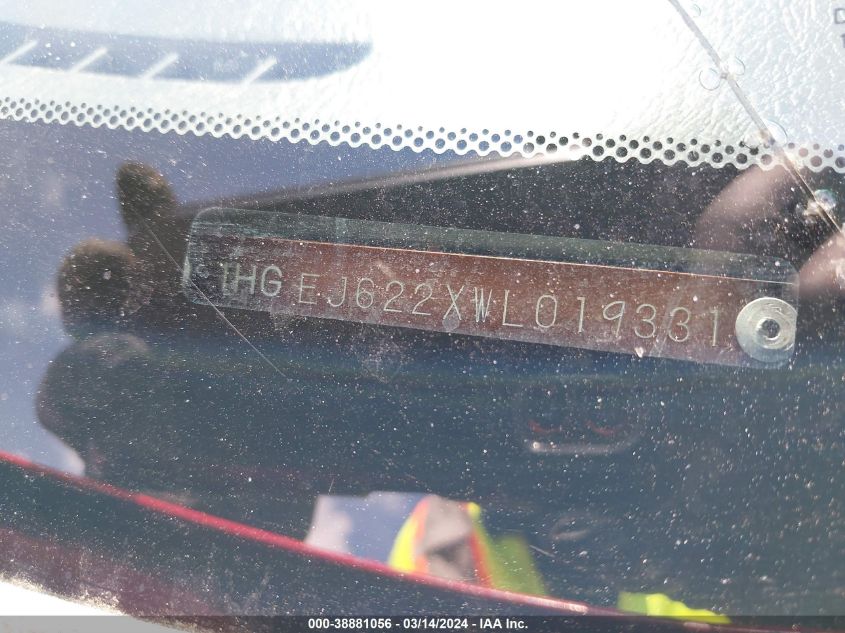 1HGEJ622XWL019331
000-38881056 - 03/14/2024 - IAA Inc.